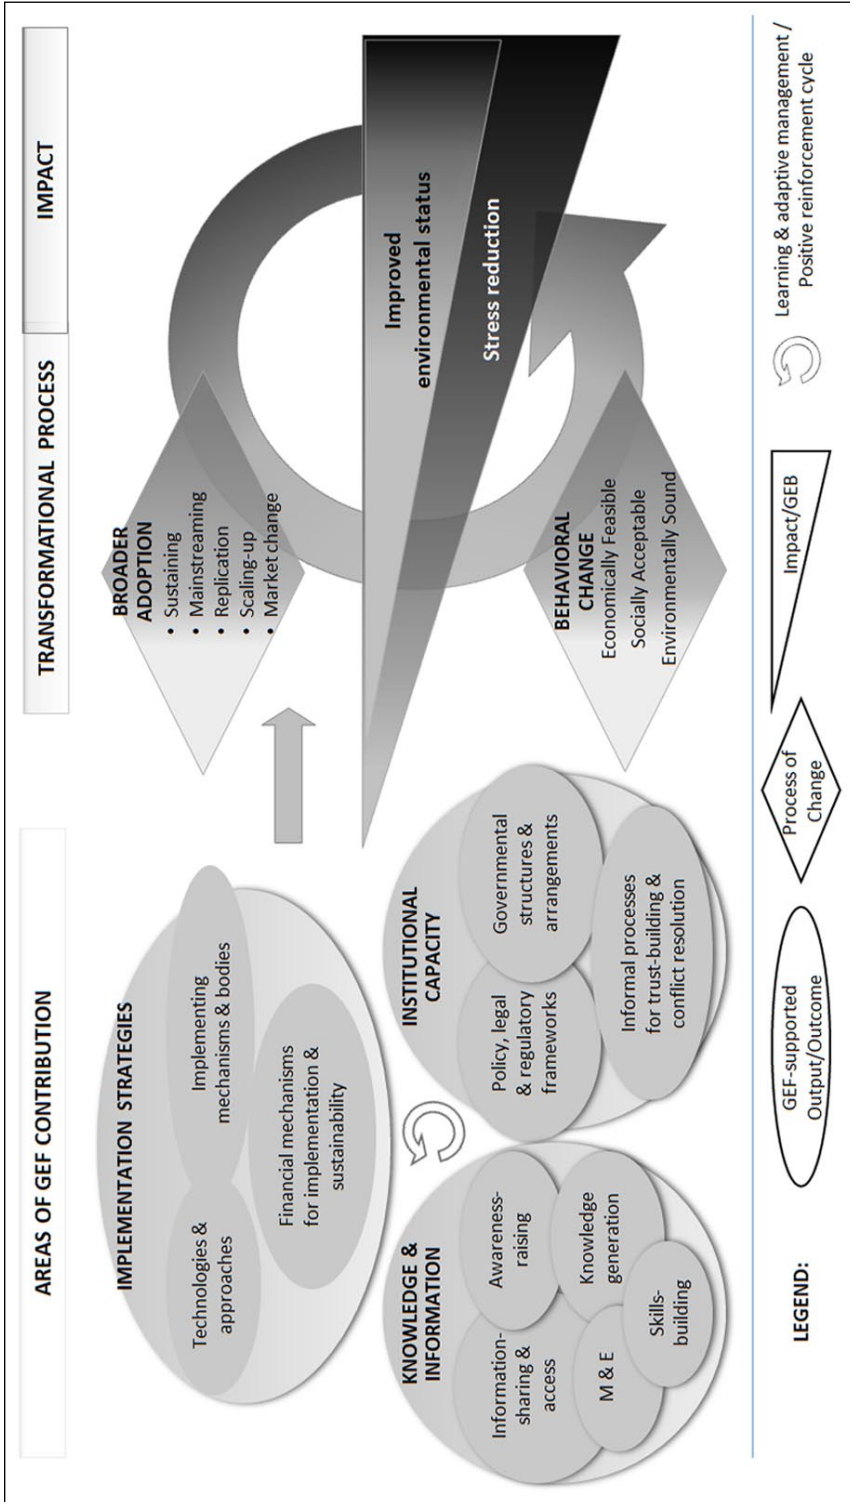 AREAS OF GEF CONTRIBUTION
TRANSFORMATIONAL PROCESS
IMPACT
IMPLEMENTATION STRATEGIES
Technologies &
approaches
Implementing
mechanisms & bodies
Financial mechanisms
for implementation &
sustainability
KNOWLEDGE &
INFORMATION
Information-
sharing &
access
Awareness-
raising
M & E
Knowledge
generation
Skills-
building
INSTITUTIONAL
CAPACITY
Policy, legal
& regulatory
frameworks
Governmental
structures &
arrangements
Informal processes
for trust-building &
conflict resolution
BROADER
ADOPTION
• Sustaining
• Mainstreaming
• Replication
• Scaling-up
• Market change
Improved
environmental status
Stress reduction
BEHAVIORAL
CHANGE
Economically Feasible
Socially Acceptable
Environmentally Sound
LEGEND:
GEF-supported
Output/Outcome
Process of
Change
Impact/GEB
Learning & adaptive management /
Positive reinforcement cycle